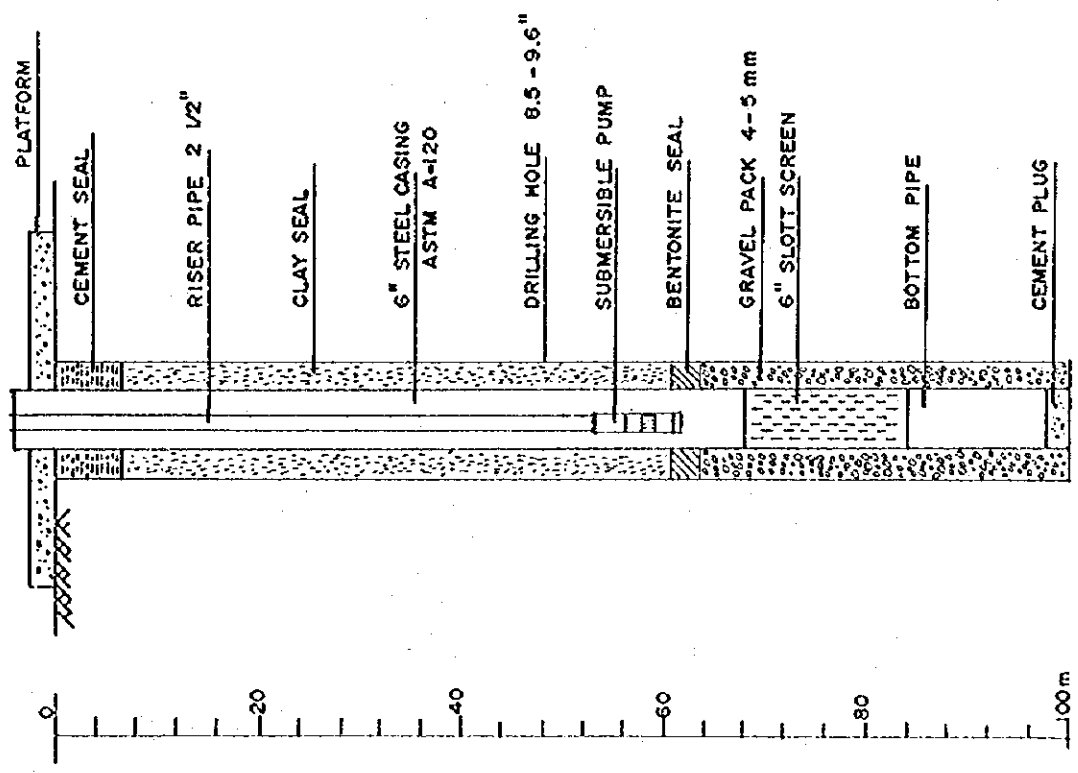 PLATFORM
CEMENT SEAL
RISER PIPE 2 1/2"
CLAY SEAL
6" STEEL CASING
ASTM A-120
DRILLING HOLE 8.5-9.6"
SUBMERSIBLE PUMP
BENTONITE SEAL
GRAVEL PACK 4-5 mm
6" SLOTT SCREEN
BOTTOM PIPE
CEMENT PLUG
0
20
40
60
80
100m